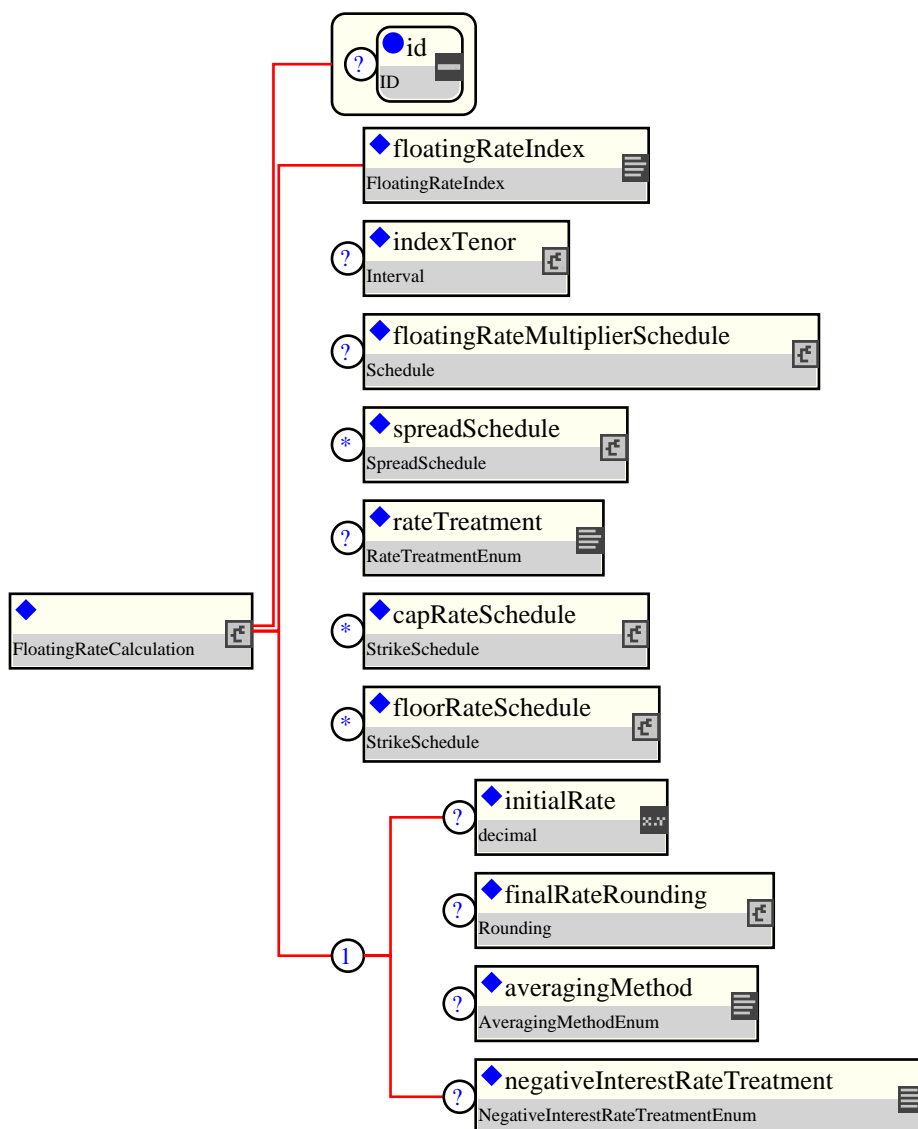 ? id
ID
floatingRateIndex
FloatingRateIndex
? indexTenor
Interval
? floatingRateMultiplierSchedule
Schedule
* spreadSchedule
SpreadSchedule
? rateTreatment
RateTreatmentEnum
FloatingRateCalculation
* capRateSchedule
StrikeSchedule
* floorRateSchedule
StrikeSchedule
? initialRate
decimal
x.Y
? finalRateRounding
Rounding
1
? averagingMethod
AveragingMethodEnum
? negativeInterestRateTreatment
NegativeInterestRateTreatmentEnum